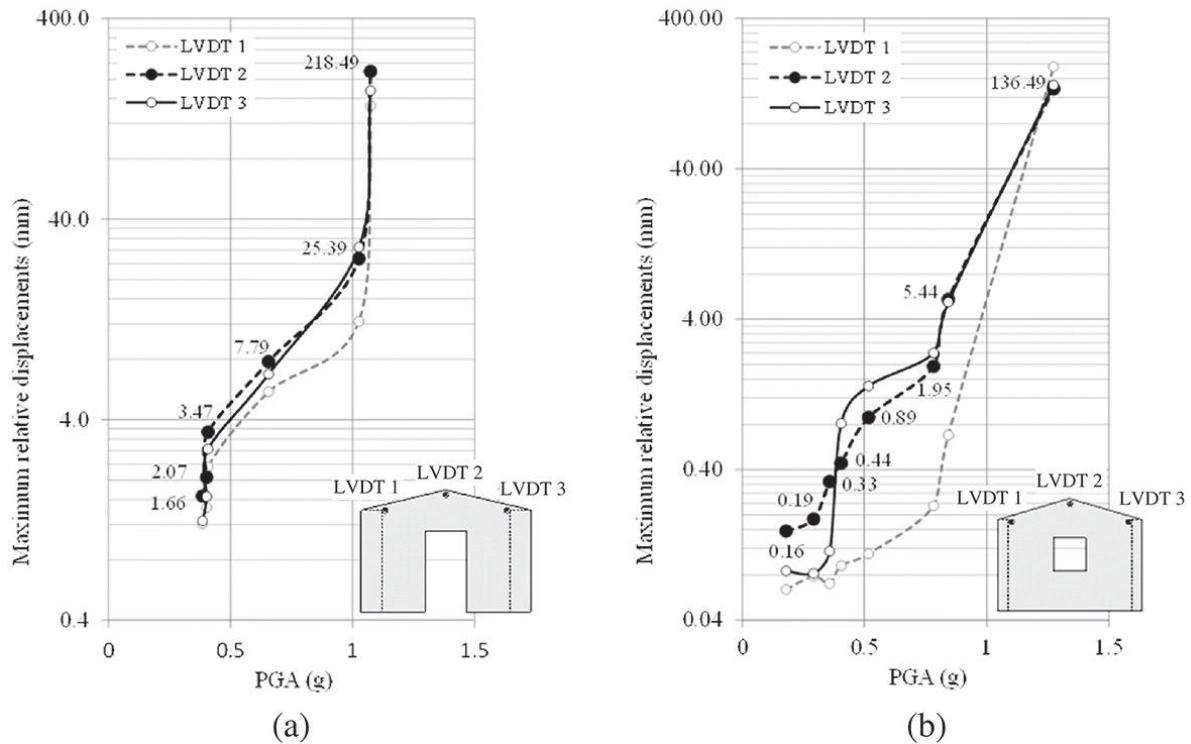 400.0
LVDT 1
LVDT 2
LVDT 3
218.49
40.0
25.39
7.79
4.0
3.47
2.07
1.66
0.4
0
0.5
1
1.5
PGA (g)
Maximum relative displacements (mm)
LVDT 2
LVDT 1
LVDT 3
(a)
400.00
LVDT 1
LVDT 2
LVDT 3
136.49
40.00
5.44
4.00
1.95
0.89
0.44
0.40
0.33
0.19
0.16
0.04
0
0.5
1
1.5
PGA (g)
Maximum relative displacements (mm)
LVDT 2
LVDT 1
LVDT 3
(b)